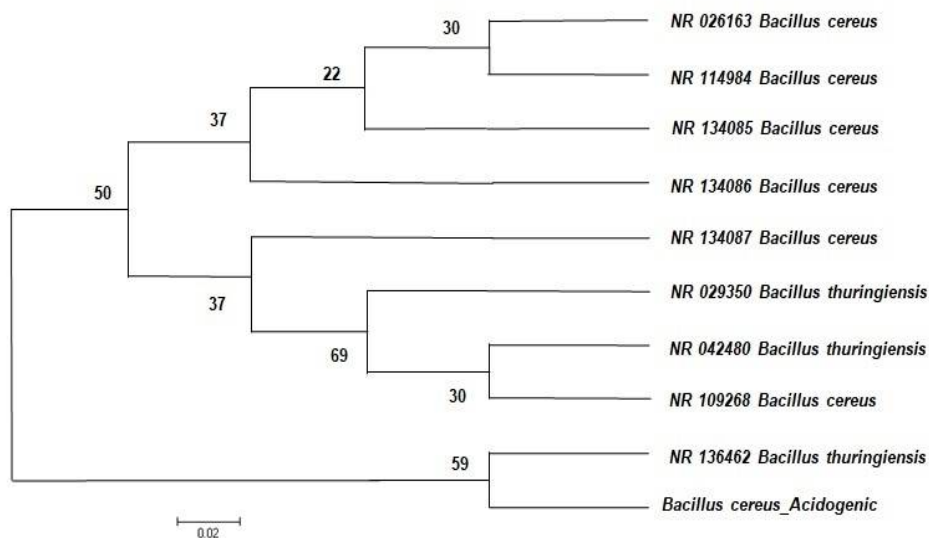 30
NR 026163 Bacillus cereus
22
NR 114984 Bacillus cereus
37
NR 134085 Bacillus cereus
50
NR 134086 Bacillus cereus
NR 134087 Bacillus cereus
37
NR 029350 Bacillus thuringiensis
69
NR 042480 Bacillus thuringiensis
30
NR 109268 Bacillus cereus
59
NR 136462 Bacillus thuringiensis
Bacillus cereus_Acidogenic
0.02